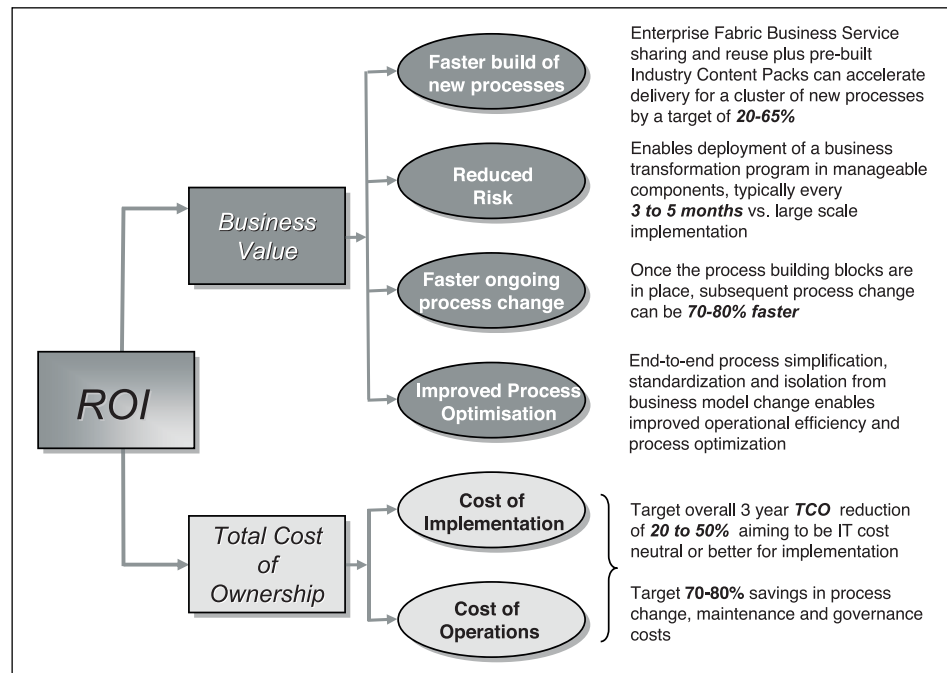 ROI
Business
Value
Faster build of
new processes
Enterprise Fabric Business Service
sharing and reuse plus pre-built
Industry Content Packs can accelerate
delivery for a cluster of new processes
by a target of 20-65%
Reduced
Risk
Enables deployment of a business
transformation program in manageable
components, typically every
3 to 5 months vs. large scale
implementation
Faster ongoing
process change
Once the process building blocks are
in place, subsequent process change
can be 70-80% faster
Improved Process
Optimisation
End-to-end process simplification,
standardization and isolation from
business model change enables
improved operational efficiency and
process optimization
Total Cost
of
Ownership
Cost of
Implementation
Cost of
Operations
Target overall 3 year TCO reduction
of 20 to 50% aiming to be IT cost
neutral or better for implementation
Target 70-80% savings in process
change, maintenance and governance
costs